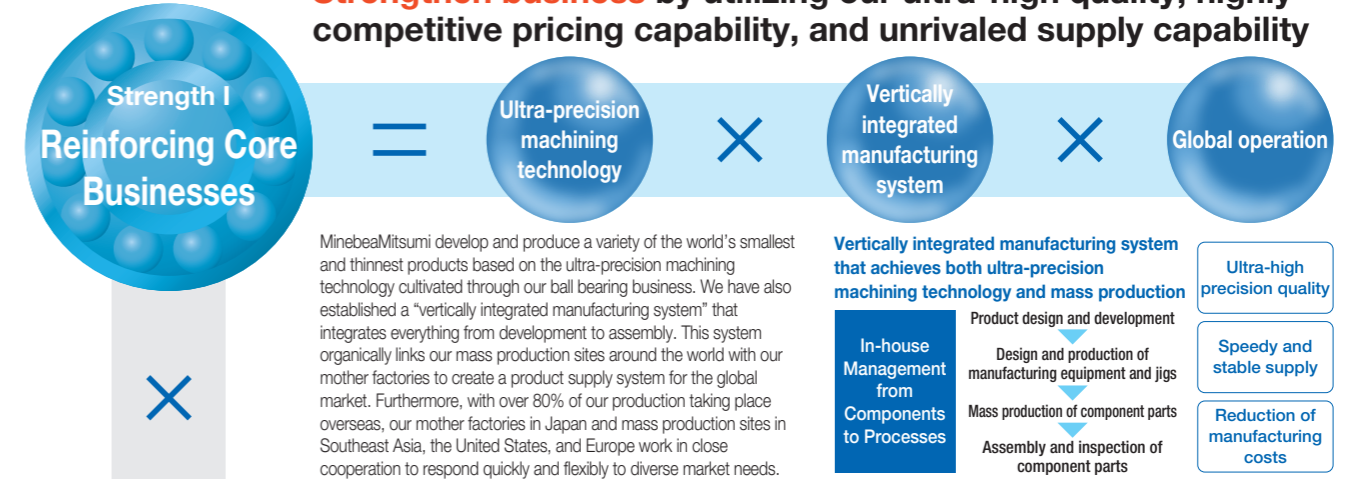 Strengthen business by utilizing our ultra-high quality, highly
competitive pricing capability, and unrivaled supply capability
Strength I
Reinforcing Core
Businesses
=
Ultra-precision
machining
technology
×
Vertically
integrated
manufacturing
system
×
Global operation
×
MinebeaMitsumi develop and produce a variety of the world's smallest
and thinnest products based on the ultra-precision machining
technology cultivated through our ball bearing business. We have also
established a “vertically integrated manufacturing system” that
integrates everything from development to assembly. This system
organically links our mass production sites around the world with our
mother factories to create a product supply system for the global
market. Furthermore, with over 80% of our production taking place
overseas, our mother factories in Japan and mass production sites in
Southeast Asia, the United States, and Europe work in close
cooperation to respond quickly and flexibly to diverse market needs.
Vertically integrated manufacturing system
that achieves both ultra-precision
machining technology and mass production
In-house
Management
from
Components
to Processes
Product design and development
Design and production of
manufacturing equipment and jigs
Mass production of component parts
Assembly and inspection of
component parts
Ultra-high
precision quality
Speedy and
stable supply
Reduction of
manufacturing
costs